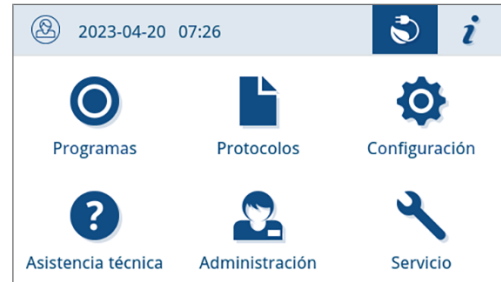 2023-04-20 07:26
i
Programas
Protocolos
Configuración
?
Asistencia técnica
Administración
Servicio